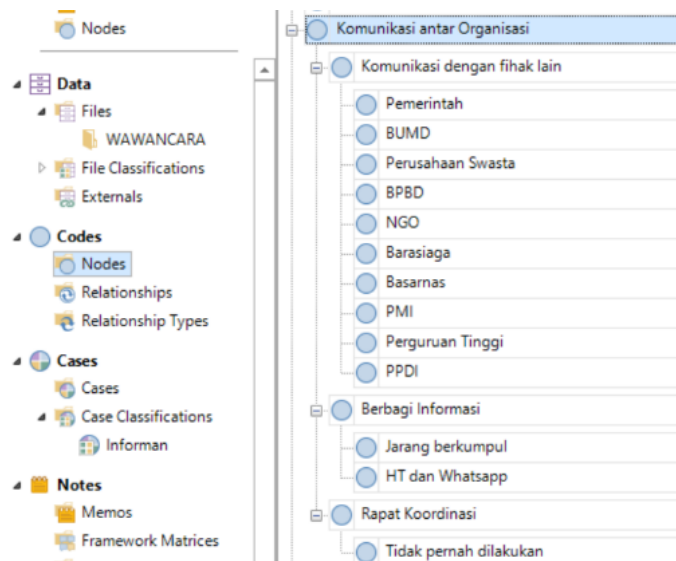 Nodes
Data
Files
WAWANCARA
File Classifications
Externals
Codes
Nodes
Relationships
Relationship Types
Cases
Cases
Case Classifications
Informan
Notes
Memos
Framework Matrices
Komunikasi antar Organisasi
Komunikasi dengan fihak lain
Pemerintah
BUMD
Perusahaan Swasta
BPBD
NGO
Barasiaga
Basarnas
PMI
Perguruan Tinggi
PPDI
Berbagi Informasi
Jarang berkumpul
HT dan Whatsapp
Rapat Koordinasi
Tidak pernah dilakukan